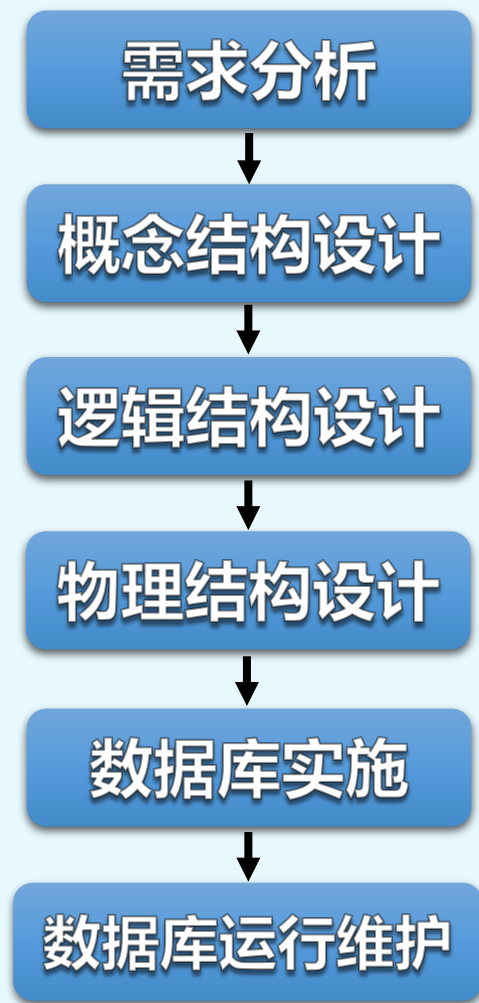 需求分析
概念结构设计
逻辑结构设计
物理结构设计
数据库实施
数据库运行维护